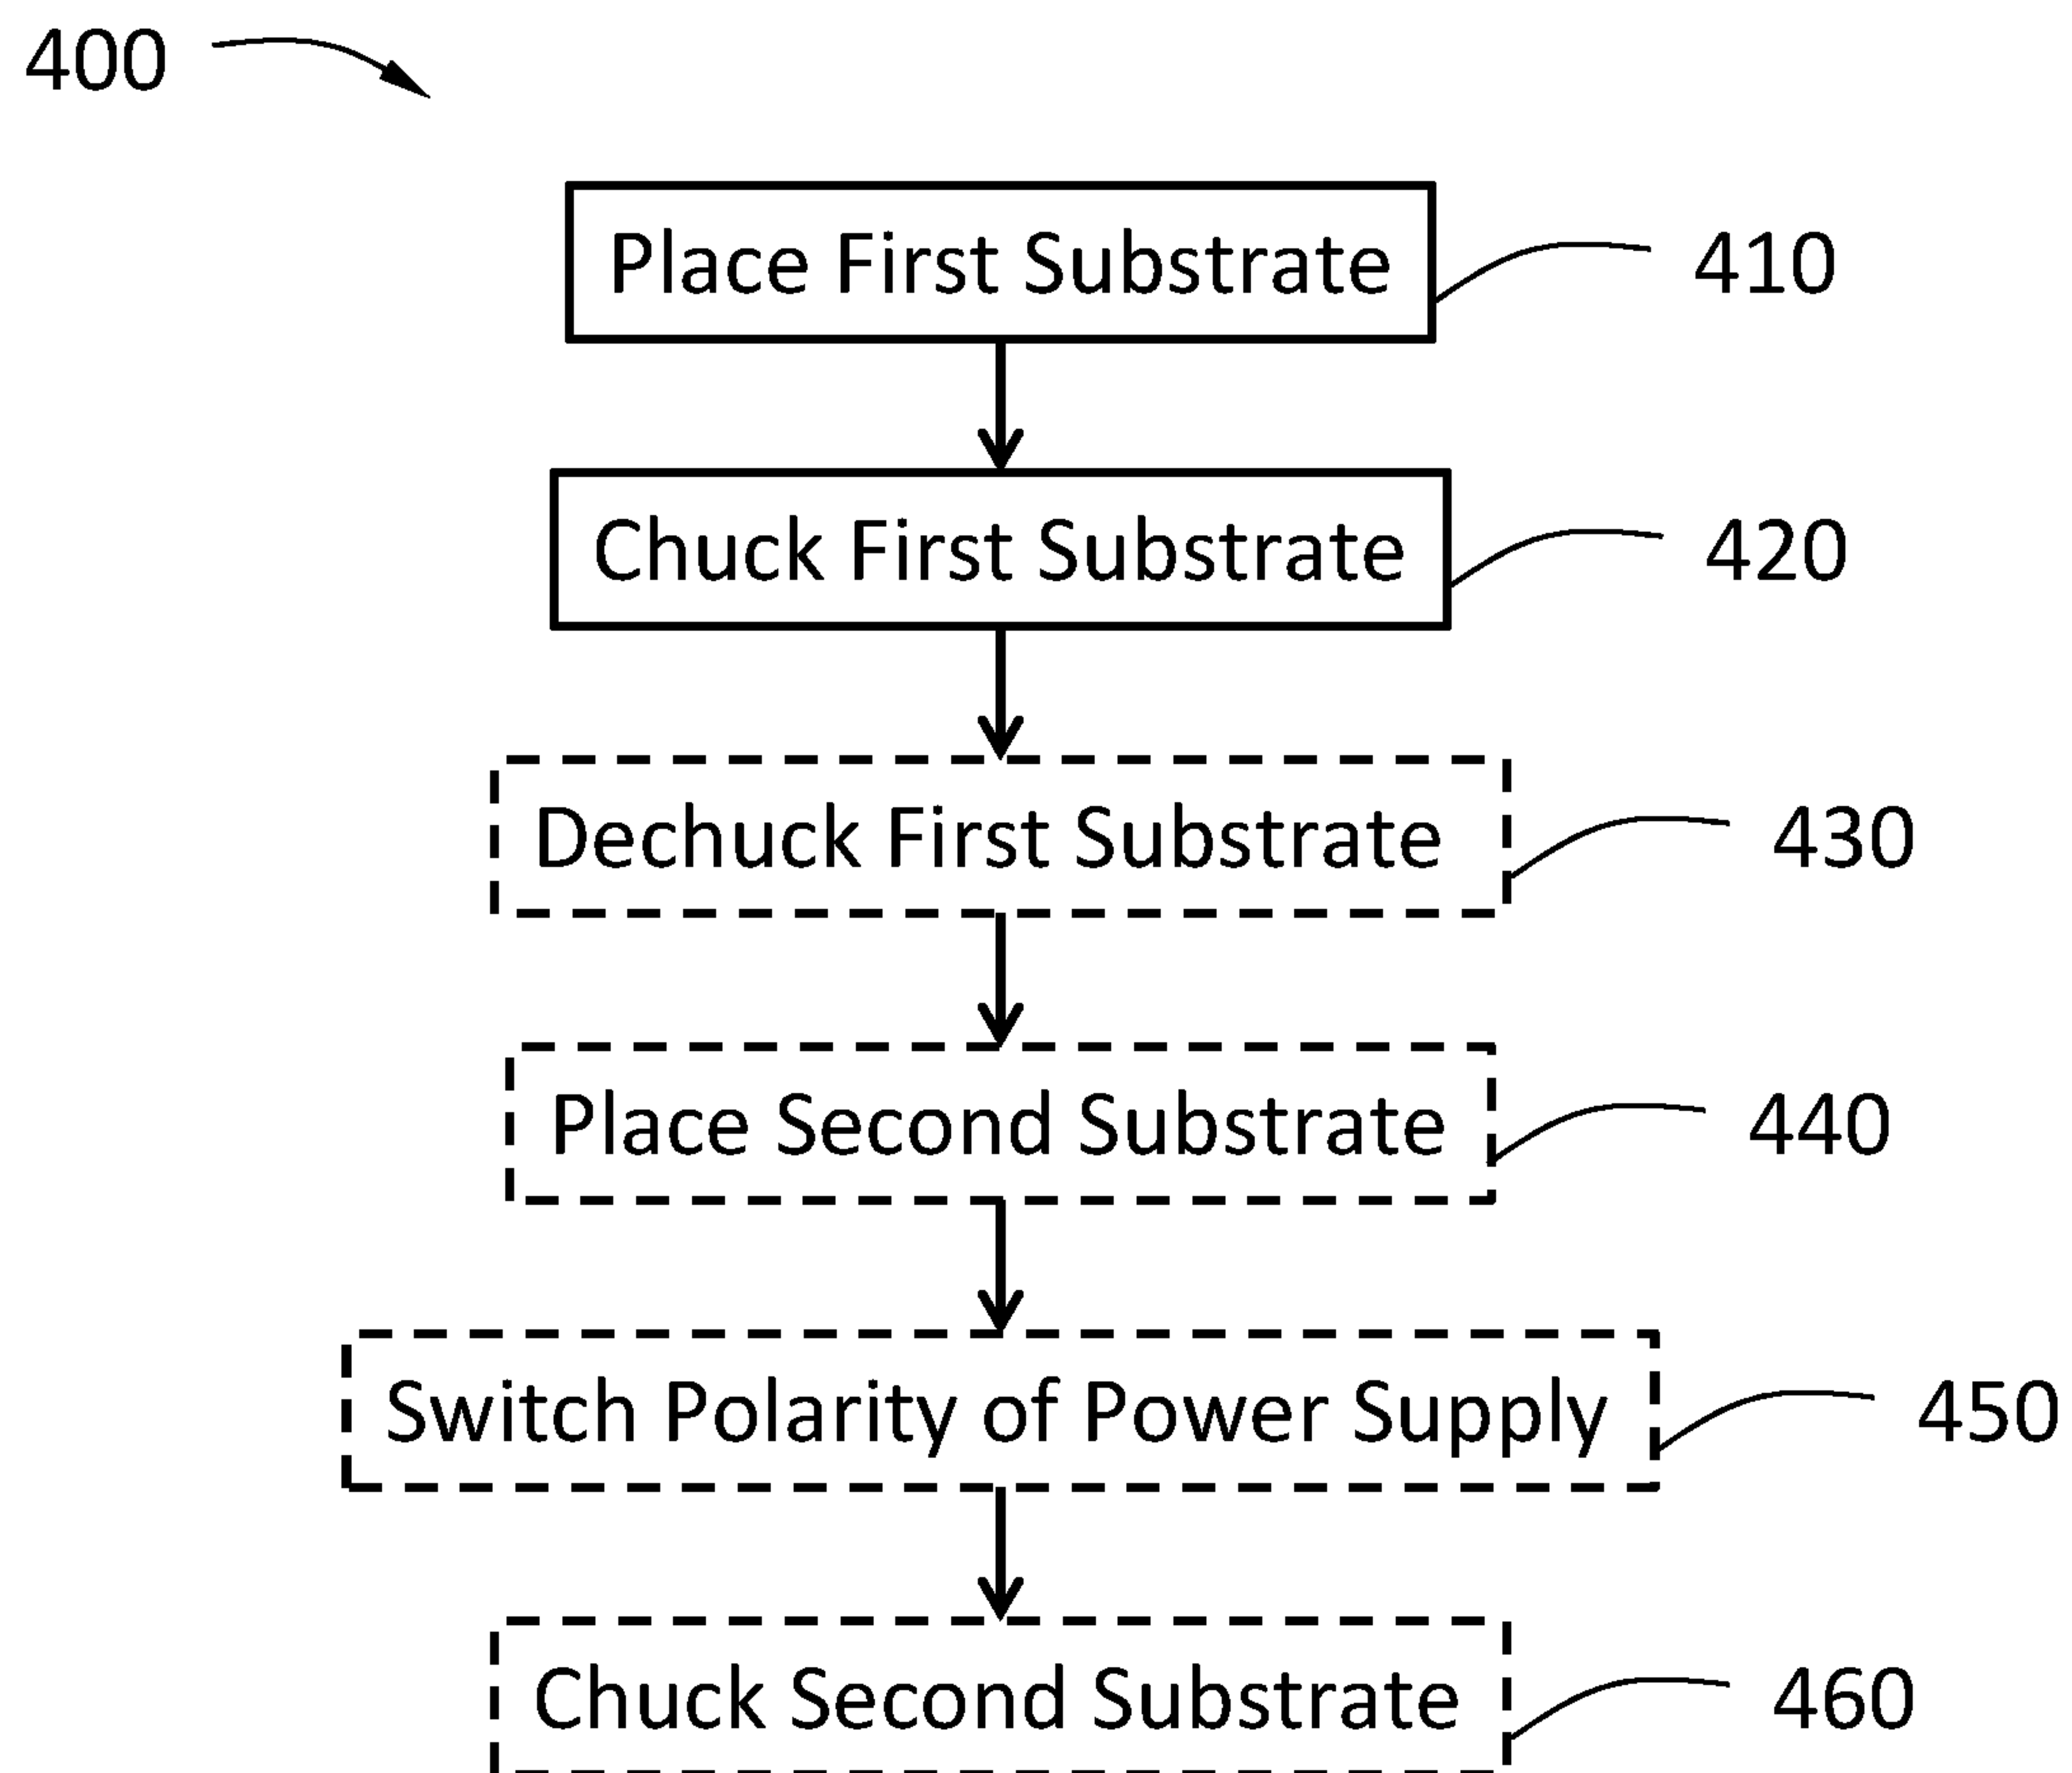 400
Place First Substrate
410
Chuck First Substrate
420
Dechuck First Substrate
430
Place Second Substrate
440
Switch Polarity of Power Supply
450
Chuck Second Substrate
460